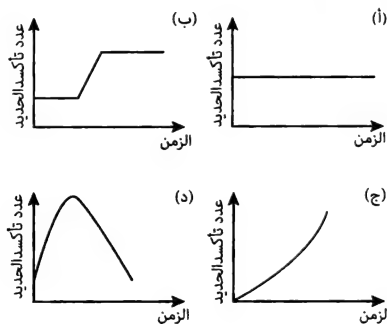 (أ)
عدد تأكسد الحديد
الزمن
(ب)
عدد تأكسد الحديد
الزمن
(ج)
عدد تأكسد الحديد
لزمن
(د)
عدد تأكسد الحديد
الزمن